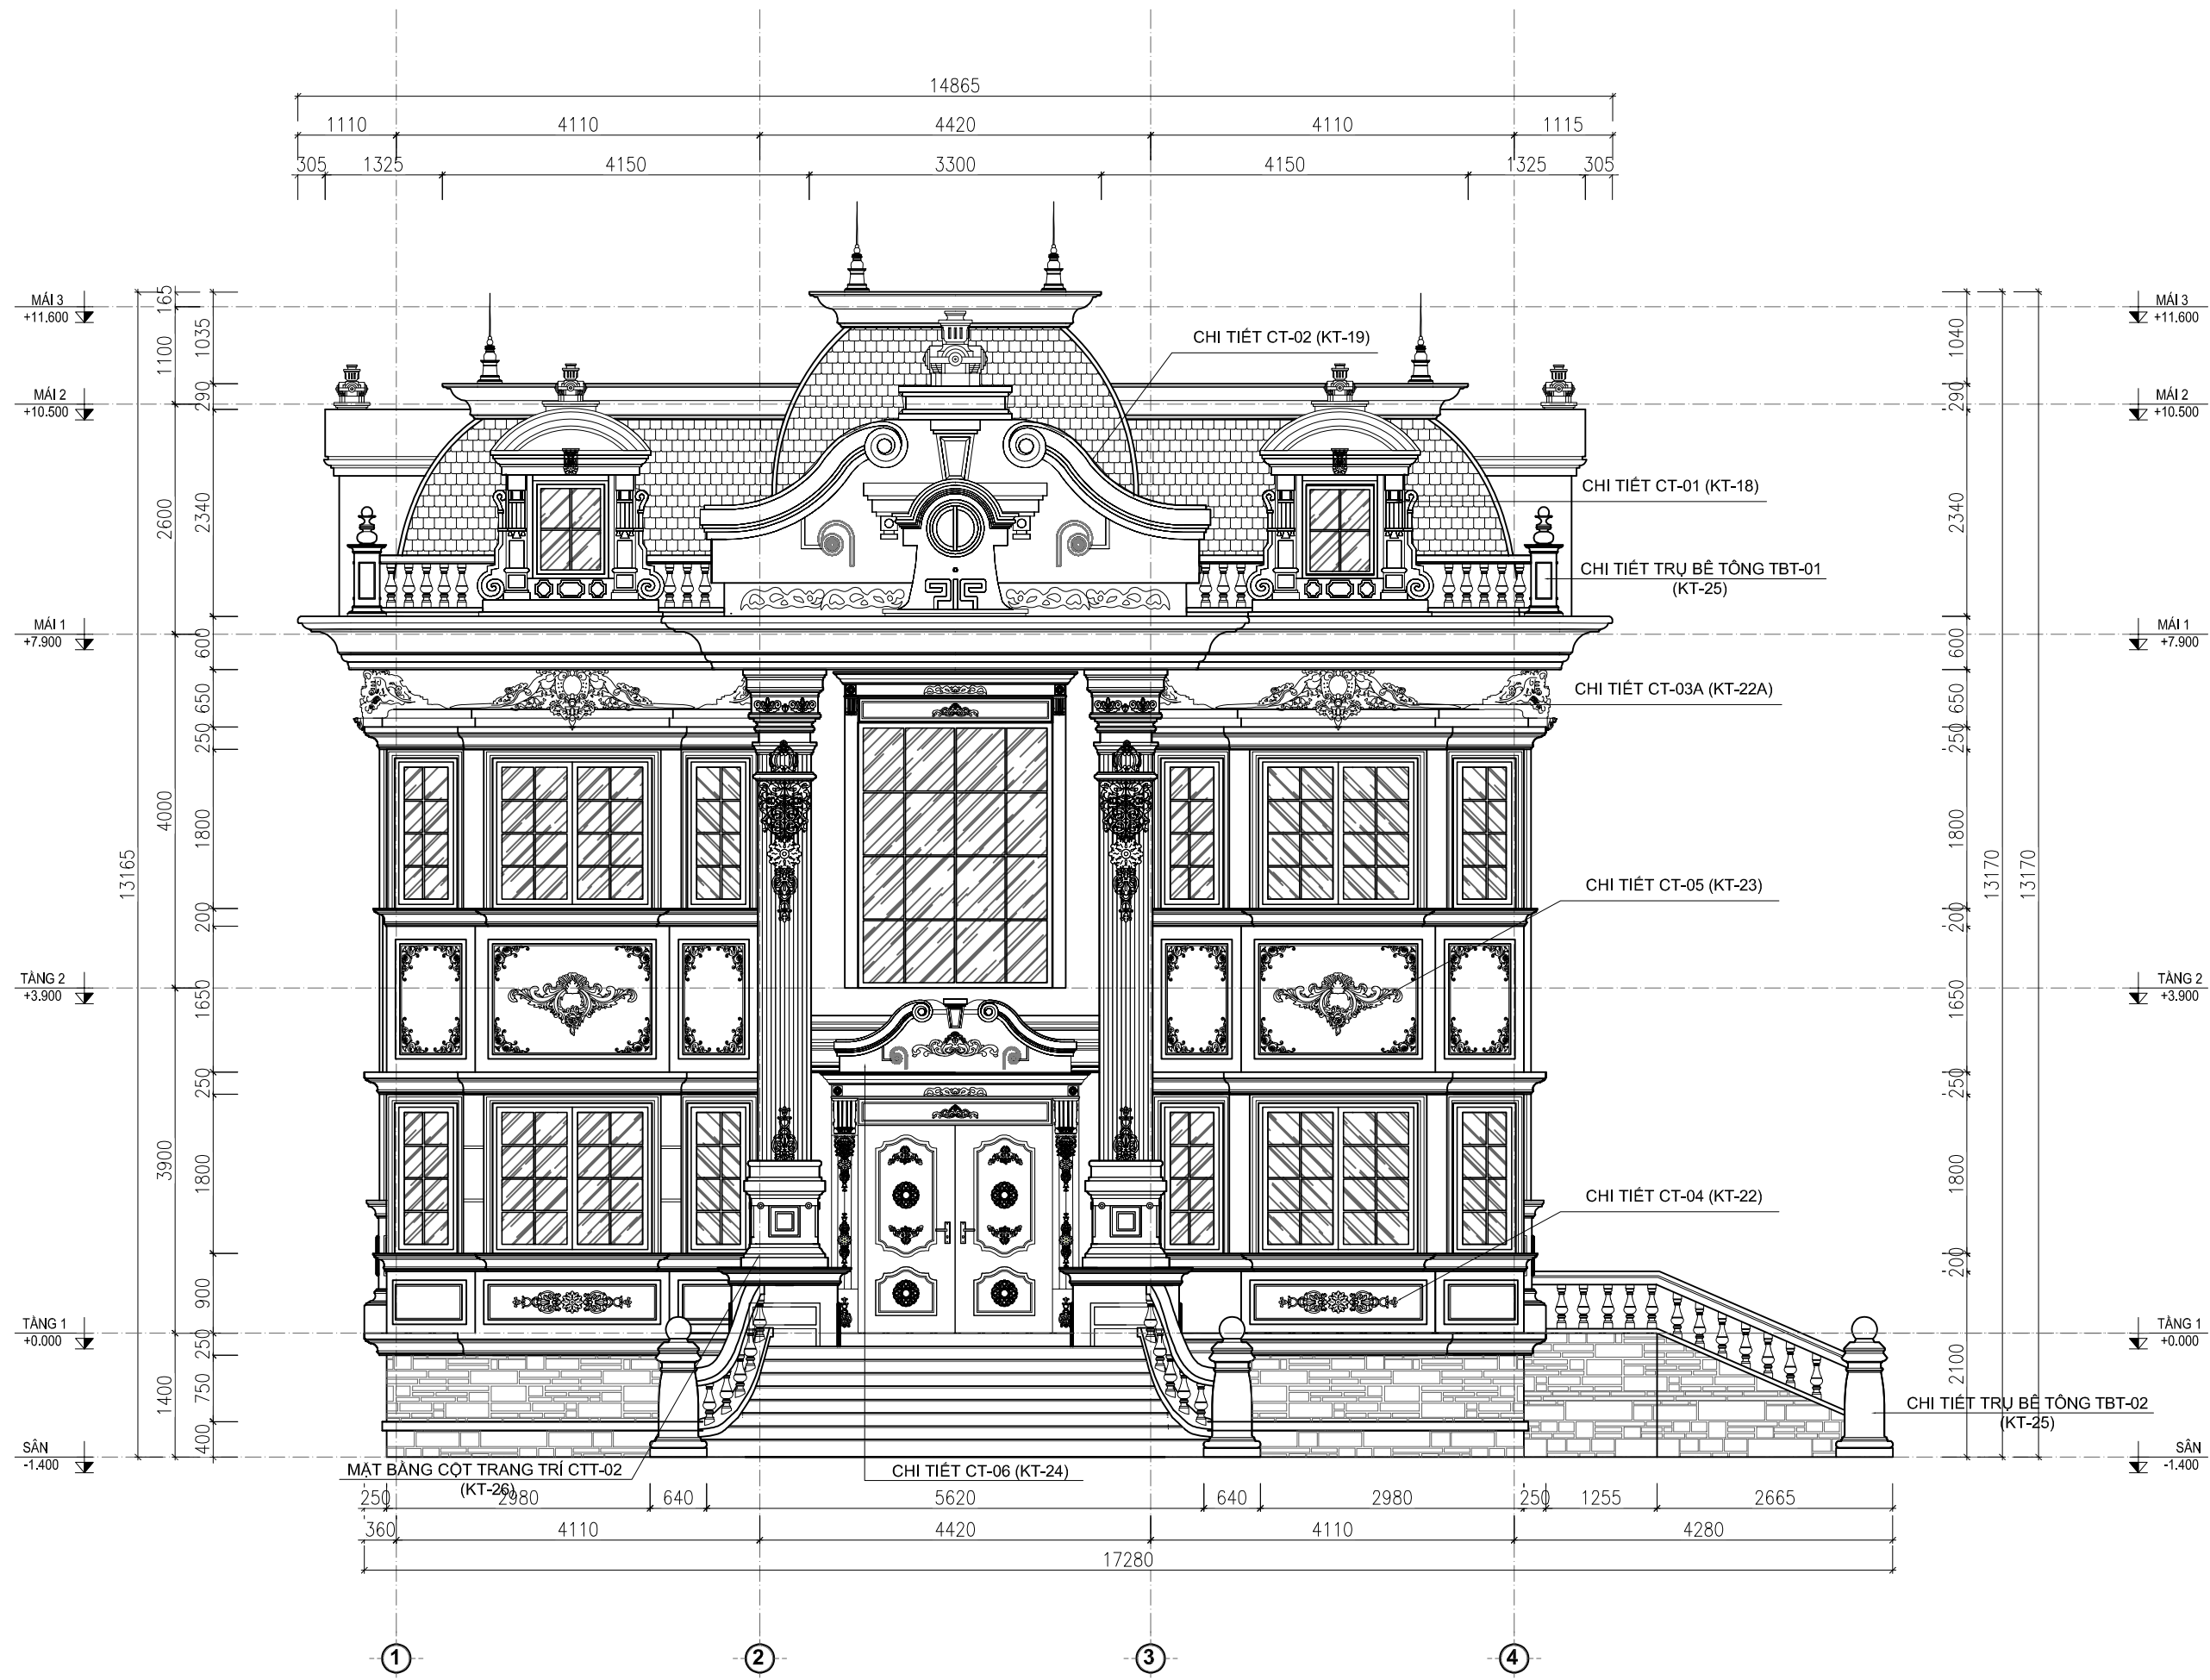 14865
1110 4110 4420 4110 1115
305 1325 4150 3300 4150 1325 305
MÁI 3
+11.600
MÁI 2
+10.500
MÁI 1
+7.900
TẦNG 2
+3.900
TẦNG 1
+0.000
SÂN
-1.400
13165
165
1100
2600
4000
3900
1400
1035
290
2340
600
650
250
1800
200
1650
250
1800
900
250
750
400
CHI TIẾT CT-02 (KT-19)
CHI TIẾT CT-01 (KT-18)
CHI TIẾT TRỤ BÊ TÔNG TBT-01
(KT-25)
CHI TIẾT CT-03A (KT-22A)
CHI TIẾT CT-05 (KT-23)
CHI TIẾT CT-04 (KT-22)
CHI TIẾT TRỤ BÊ TÔNG TBT-02
(KT-25)
MẶT BẰNG CỘT TRANG TRÍ CTT-02
(KT-26)
CHI TIẾT CT-06 (KT-24)
1040
290
2340
600
650
250
1800
200
1650
250
1800
200
2100
13170
13170
MÁI 3
+11.600
MÁI 2
+10.500
MÁI 1
+7.900
TẦNG 2
+3.900
TẦNG 1
+0.000
SÂN
-1.400
250 2980 640 5620 640 2980 250 1255 2665
360 4110 4420 4110 4280
17280
1 2 3 4